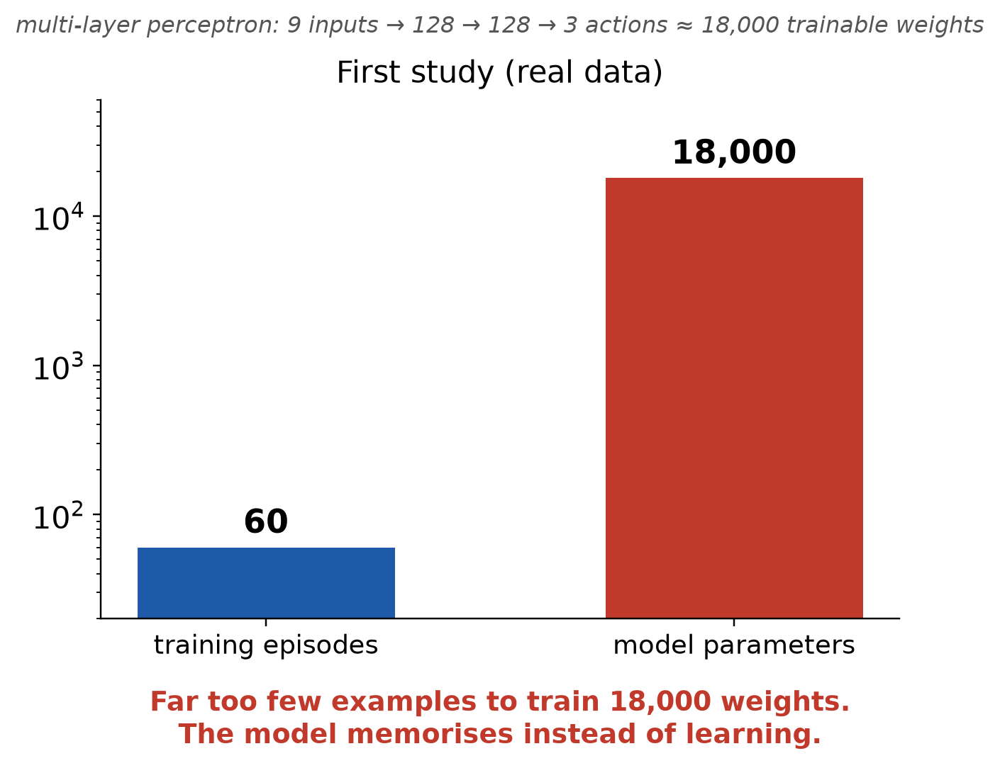 multi-layer perceptron: 9 inputs → 128 → 128 → 3 actions ≈ 18,000 trainable weights
First study (real data)
18,000
10⁴
10³
10²
60
training episodes
model parameters
Far too few examples to train 18,000 weights.
The model memorises instead of learning.